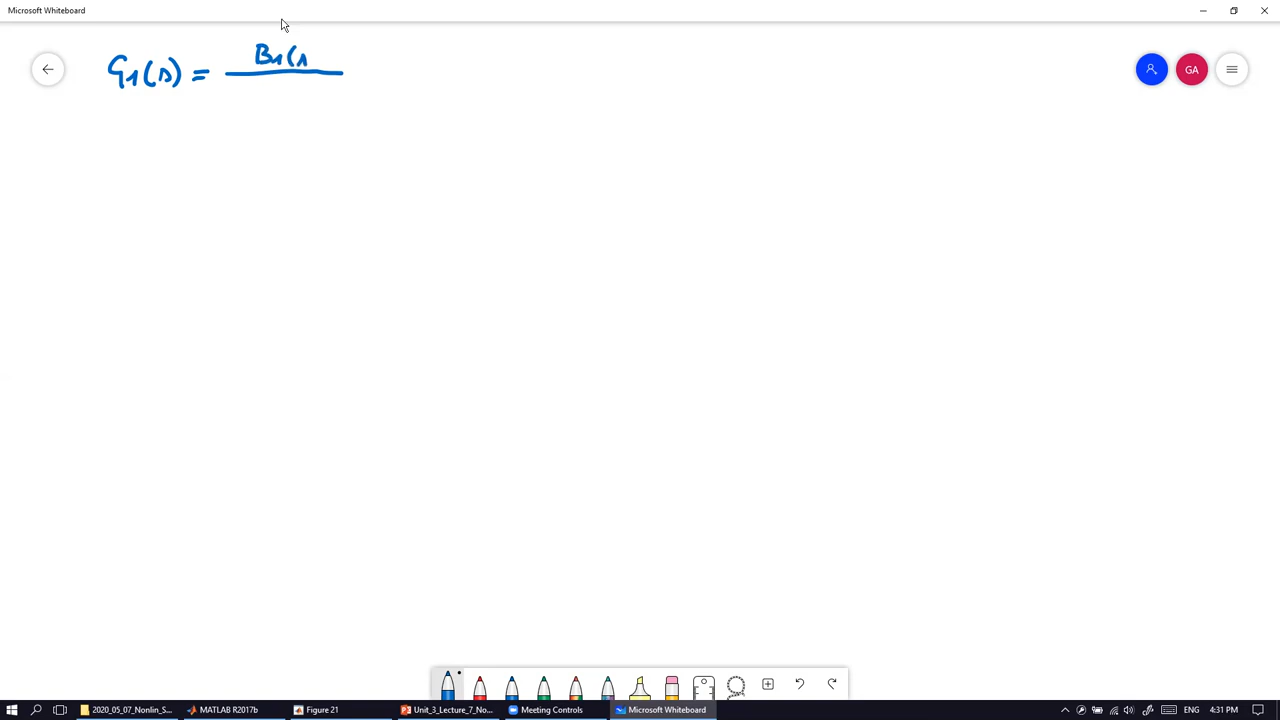 Microsoft Whiteboard
G1(s) = B1(s
GA
2020_05_07_Nonlin_S...
MATLAB R2017b
Figure 21
Unit_3_Lecture_7_No...
Meeting Controls
Microsoft Whiteboard
ENG
4:31 PM